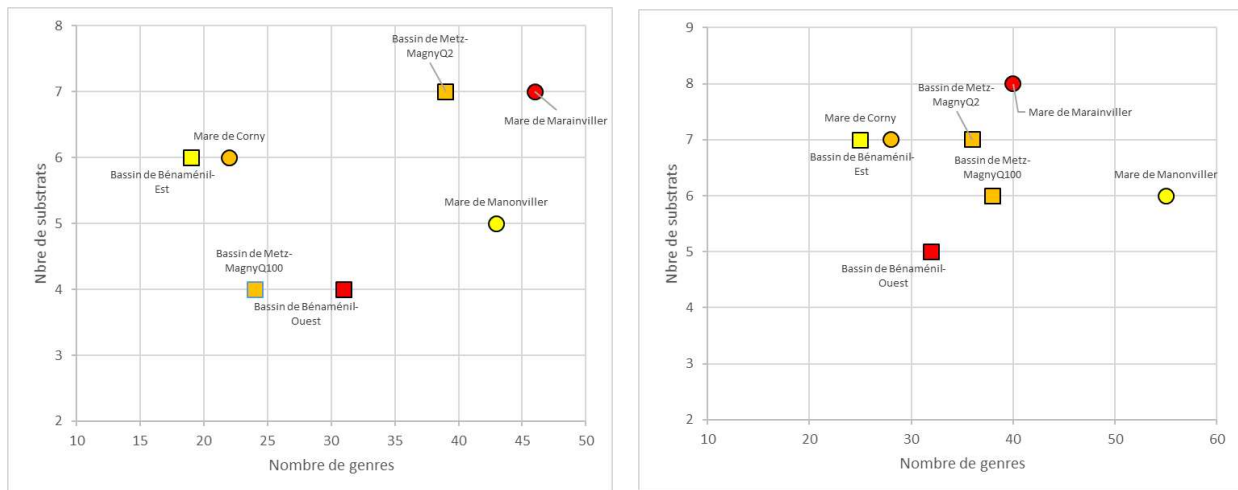 8
7
6
5
4
3
2
Nbre de substrats
Bassin de Metz-
MagnyQ2
Mare de Marainviller
Mare de Corny
Bassin de Bénaménil-
Est
Mare de Manonviller
Bassin de Metz-
MagnyQ100
Bassin de Bénaménil-
Ouest
10 15 20 25 30 35 40 45 50
Nombre de genres
9
8
7
6
5
4
3
2
Nbre de substrats
Bassin de Metz-
MagnyQ2
Mare de Marainviller
Mare de Corny
Bassin de Bénaménil-
Est
Bassin de Metz-
MagnyQ100
Mare de Manonviller
Bassin de Bénaménil-
Ouest
10 20 30 40 50 60
Nombre de genres